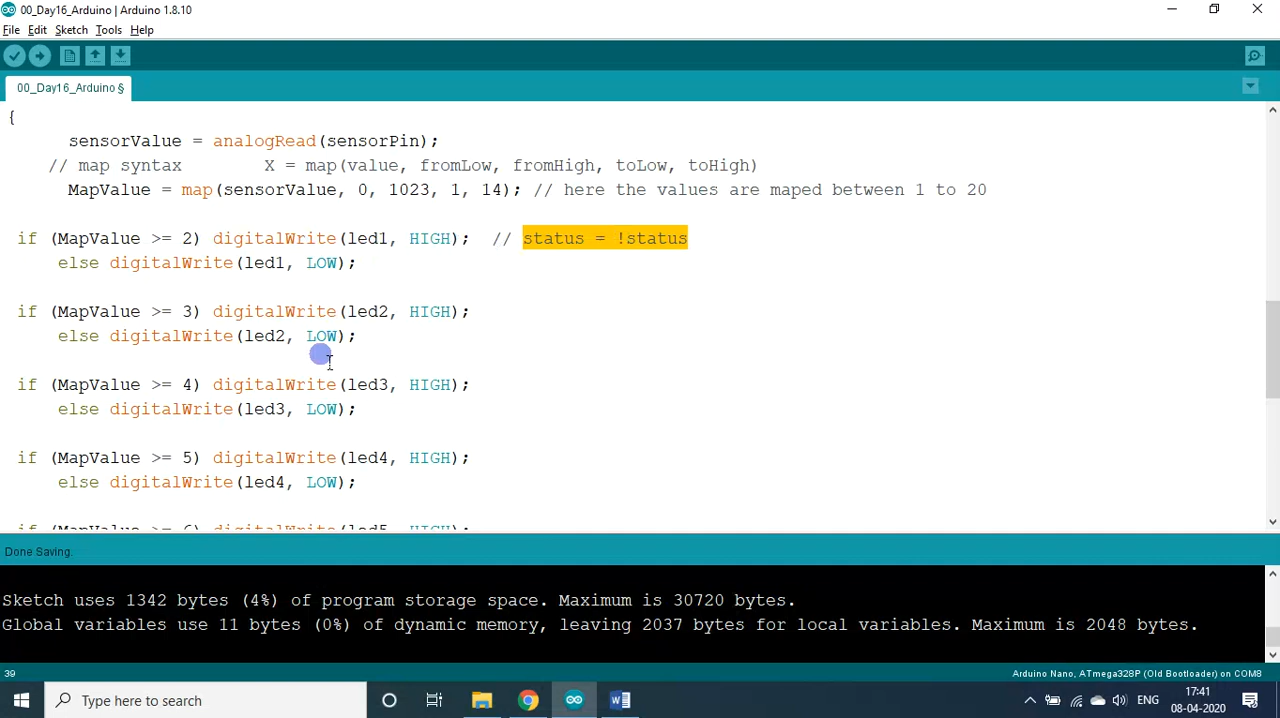 00_Day16_Arduino | Arduino 1.8.10
File Edit Sketch Tools Help
00_Day16_Arduino §
{
sensorValue = analogRead(sensorPin);
// map syntax X = map(value, fromLow, fromHigh, toLow, toHigh)
MapValue = map(sensorValue, 0, 1023, 1, 14); // here the values are maped between 1 to 20
if (MapValue >= 2) digitalWrite(led1, HIGH); // status = !status
else digitalWrite(led1, LOW);
if (MapValue >= 3) digitalWrite(led2, HIGH);
else digitalWrite(led2, LOW);
if (MapValue >= 4) digitalWrite(led3, HIGH);
else digitalWrite(led3, LOW);
if (MapValue >= 5) digitalWrite(led4, HIGH);
else digitalWrite(led4, LOW);
if (MapValue >= 6) digitalWrite(led5, HIGH);
Done Saving.
Sketch uses 1342 bytes (4%) of program storage space. Maximum is 30720 bytes.
Global variables use 11 bytes (0%) of dynamic memory, leaving 2037 bytes for local variables. Maximum is 2048 bytes.
39 Arduino Nano, ATmega328P (Old Bootloader) on COM8
Type here to search ENG 17:41
08-04-2020